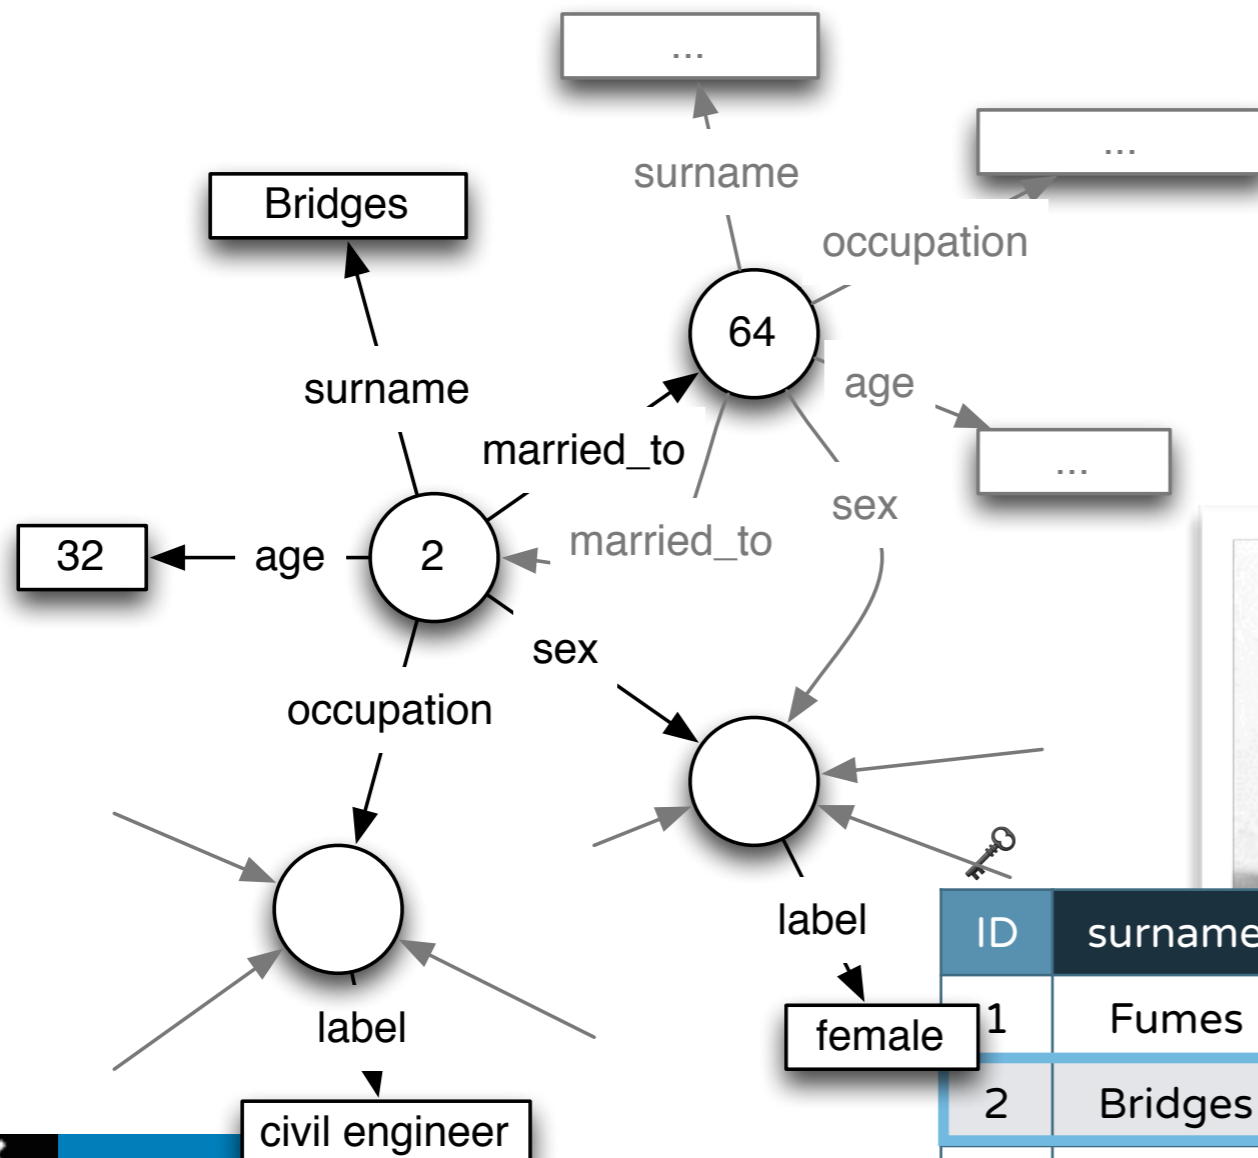 ...
...
surname
Bridges
occupation
64
surname
age
married_to
...
sex
married_to
32
age
2
sex
occupation
label
ID
surname
female
1
Fumes
label
2
Bridges
civil engineer